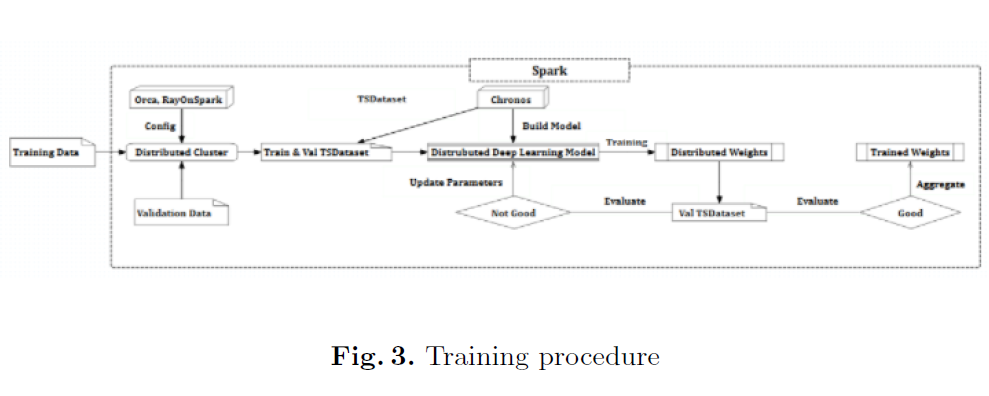 Spark
Orca, RayOnSpark
TSDataset
Chronos
Config
Build Model
Training Data
Distributed Cluster
Train & Val TSDataset
Distrubuted Deep Learning Model
Training
Distributed Weights
Trained Weights
Update Parameters
Aggregate
Validation Data
Not Good
Evaluate
Val TSDataset
Evaluate
Good
Fig. 3. Training procedure